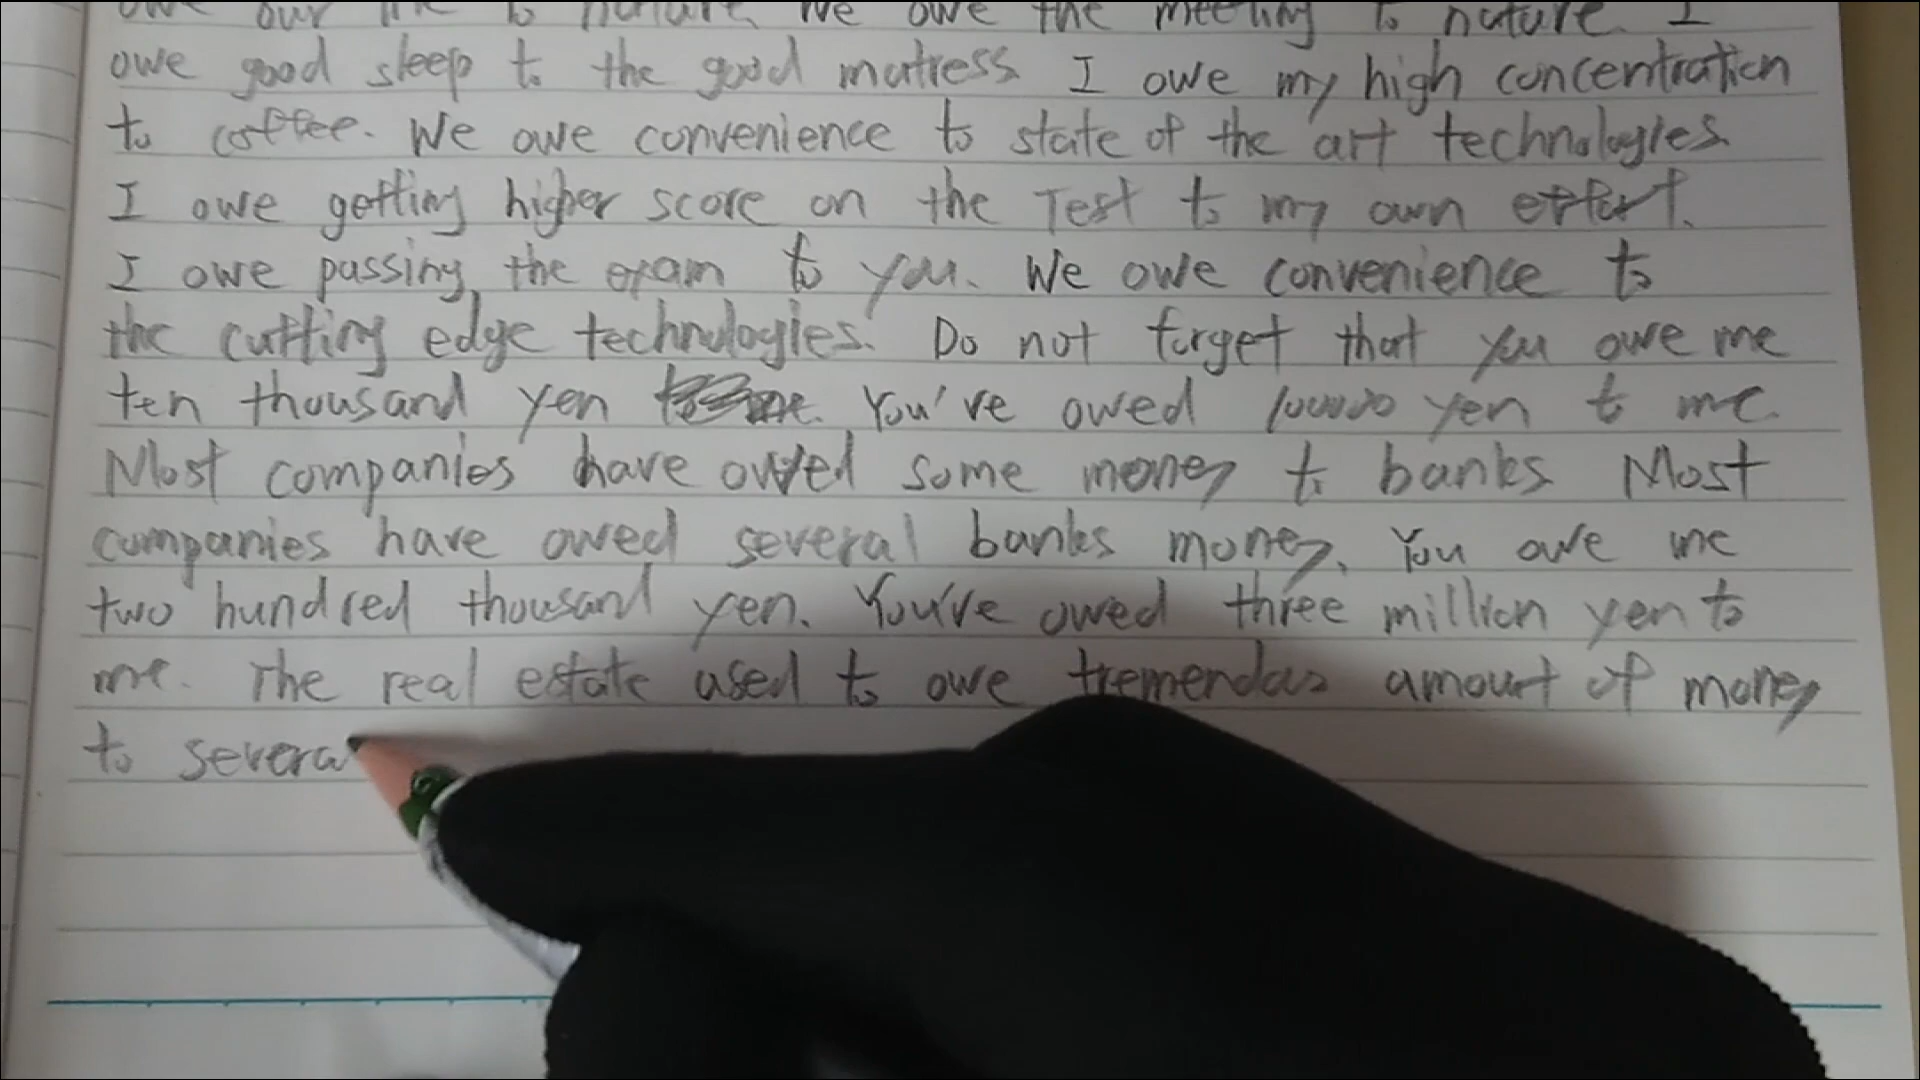 owe our life to nature. We owe the meeting to nature. I
owe good sleep to the good matress. I owe my high concentration
to coffee. We owe convenience to state of the art technologies.
I owe getting higher score on the Test to my own effort.
I owe passing the exam to you. We owe convenience to
the cutting edge technologies. Do not forget that you owe me
ten thousand yen You've owed yen to me.
Most companies have owed some money to banks Most
companies have owed several banks money. You owe me
two hundred thousand yen. You've owed three million yen to
me. The real estate used to owe tremendas amount of money
to severa